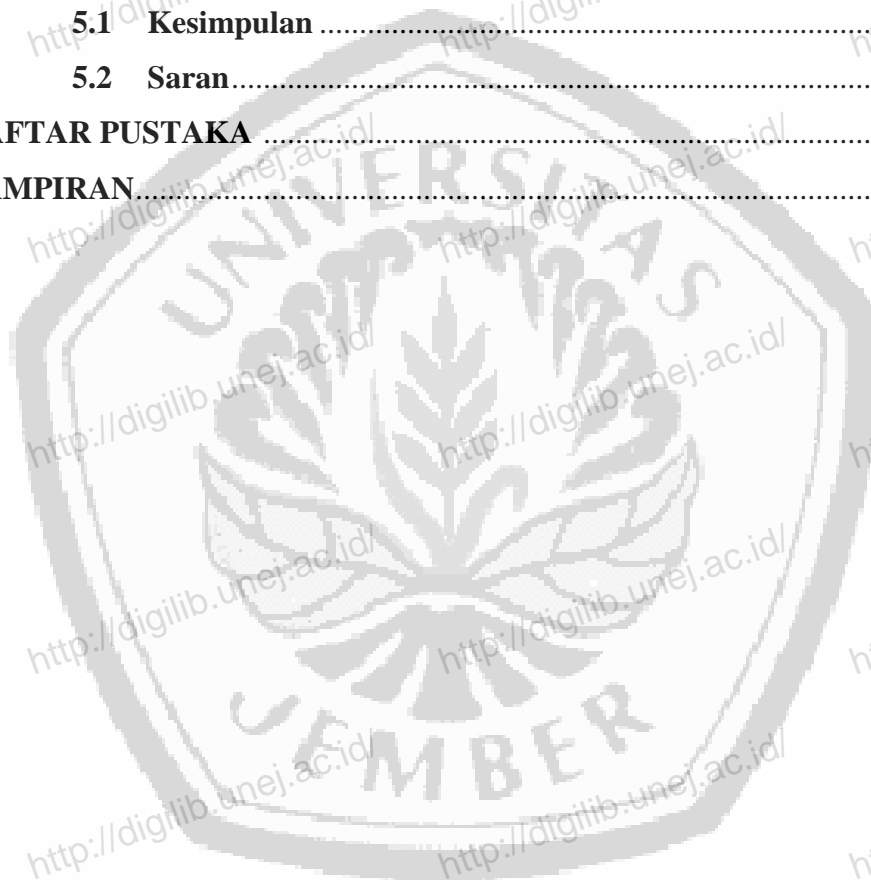 5.1 Kesimpulan ................................................................
5.2 Saran ................................................................
AFTAR PUSTAKA ................................................................
AMPIRAN ................................................................
UNIVERSITAS
JEMBER
http://digilib.unej.ac.id/
http://digilib.unej.ac.id/
http://digilib.unej.ac.id/
http://digilib.unej.ac.id/
http://digilib.unej.ac.id/
http://digilib.unej.ac.id/
http://digilib.unej.ac.id/
http://digilib.unej.ac.id/